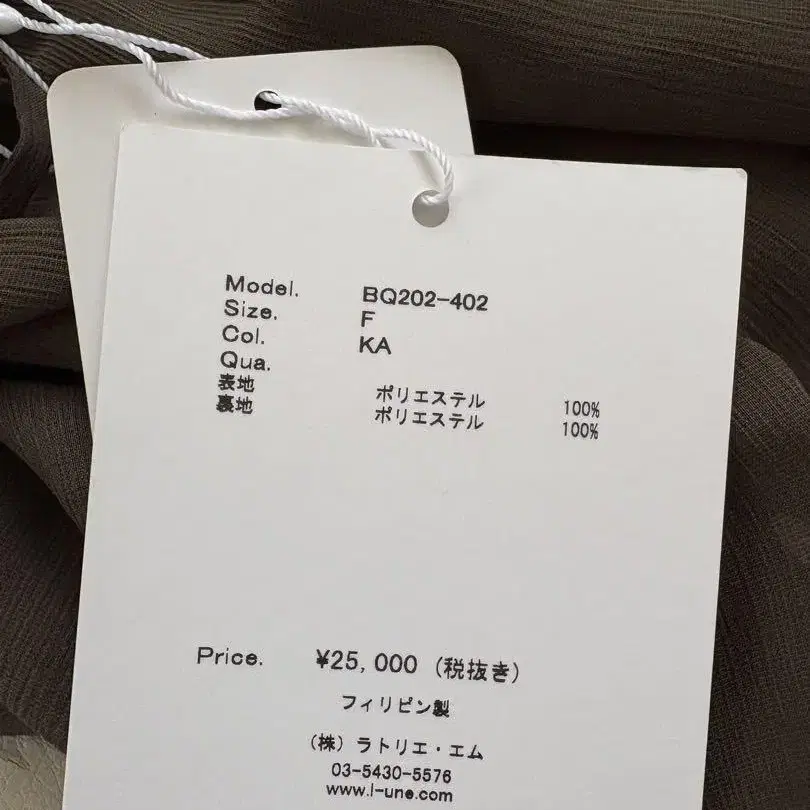 Model. BQ202-402
Size. F
Col. KA
Qua.
表地 ポリエステル 100%
裏地 ポリエステル 100%
Price. ¥25,000 (税抜き)
フィリピン製
(株) ラトリエ・エム
03-5430-5576
www.l-une.com